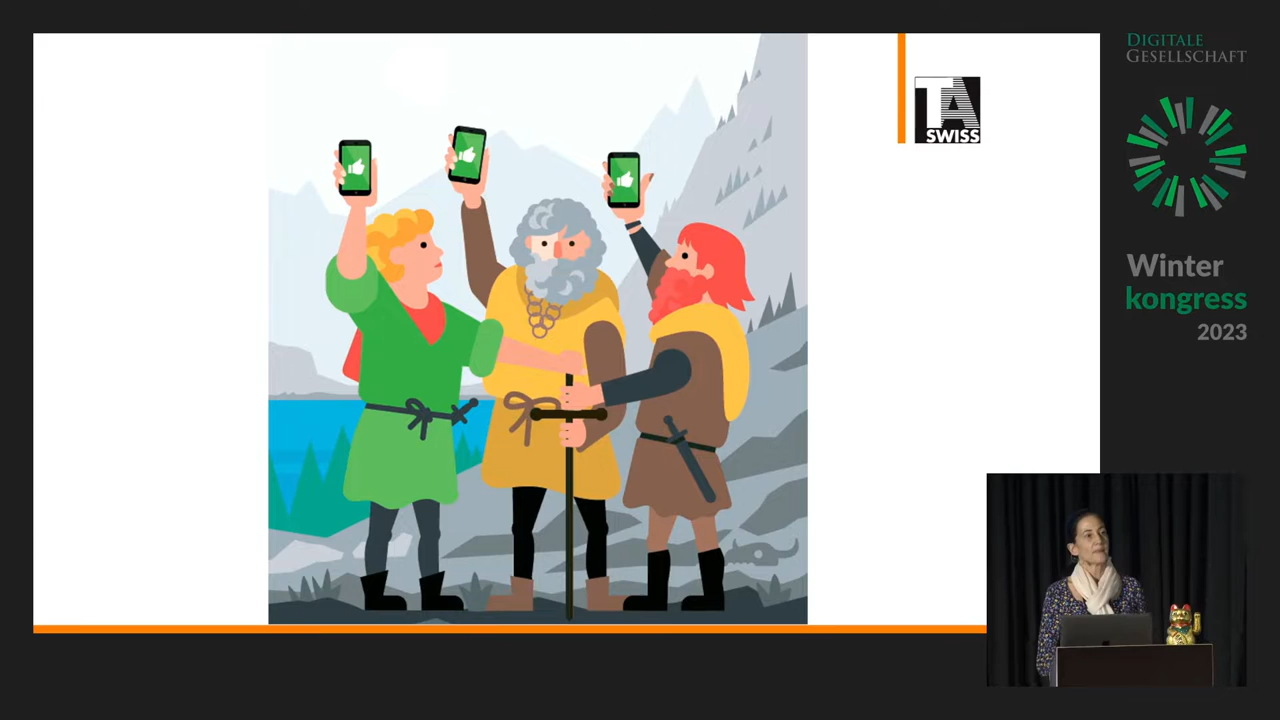 TA
SWISS
DIGITALE
GESELLSCHAFT
Winter
kongress
2023